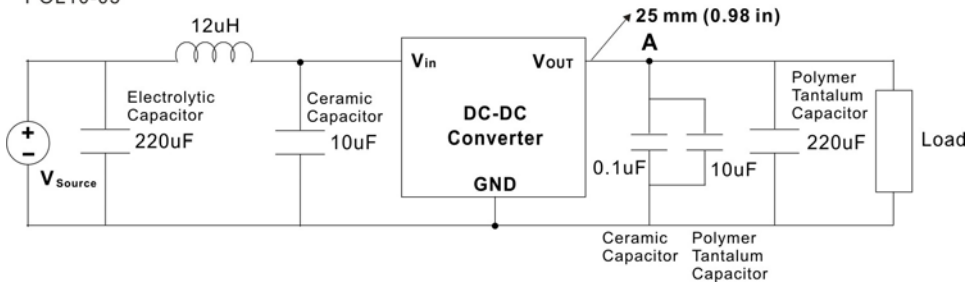 12uH
25 mm (0.98 in)
A
Vin
VOUT
DC-DC
Converter
GND
+
−
VSource
Electrolytic
Capacitor
220uF
Ceramic
Capacitor
10uF
0.1uF
10uF
Polymer
Tantalum
Capacitor
220uF
Load
Ceramic
Capacitor
Polymer
Tantalum
Capacitor